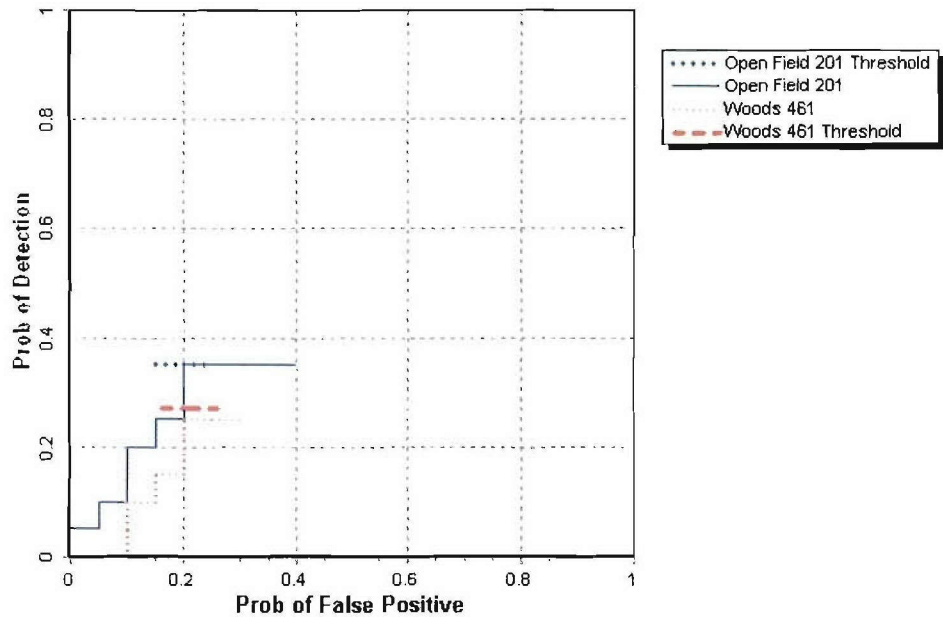 1
0.8
0.6
0.4
0.2
0
Prob of Detection
0 0.2 0.4 0.6 0.8 1
Prob of False Positive
Open Field 201 Threshold
Open Field 201
Woods 461
Woods 461 Threshold